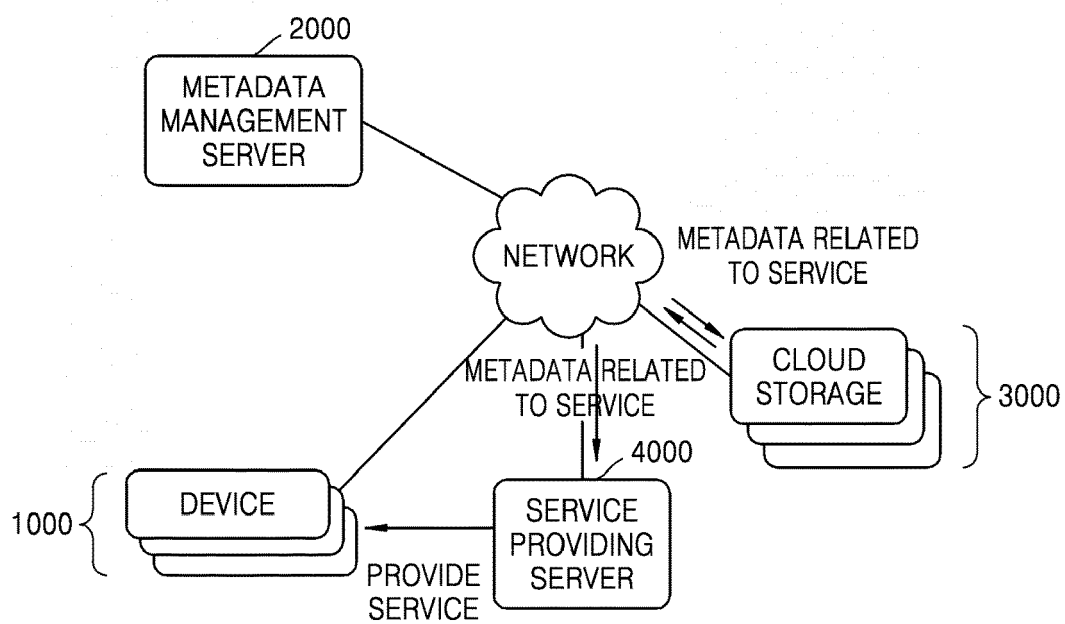 2000
METADATA
MANAGEMENT
SERVER
NETWORK
METADATA RELATED
TO SERVICE
CLOUD
STORAGE
3000
METADATA RELATED
TO SERVICE
4000
1000
DEVICE
SERVICE
PROVIDING
SERVER
PROVIDE
SERVICE